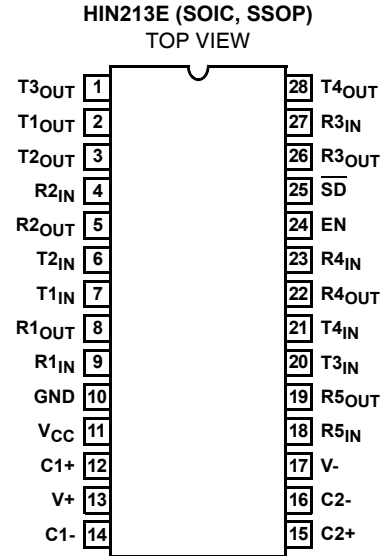 HIN213E (SOIC, SSOP)
TOP VIEW
T3OUT 1 28 T4OUT
T1OUT 2 27 R3IN
T2OUT 3 26 R3OUT
R2IN 4 25 S̅D̅
R2OUT 5 24 EN
T2IN 6 23 R4IN
T1IN 7 22 R4OUT
R1OUT 8 21 T4IN
R1IN 9 20 T3IN
GND 10 19 R5OUT
VCC 11 18 R5IN
C1+ 12 17 V-
V+ 13 16 C2-
C1- 14 15 C2+